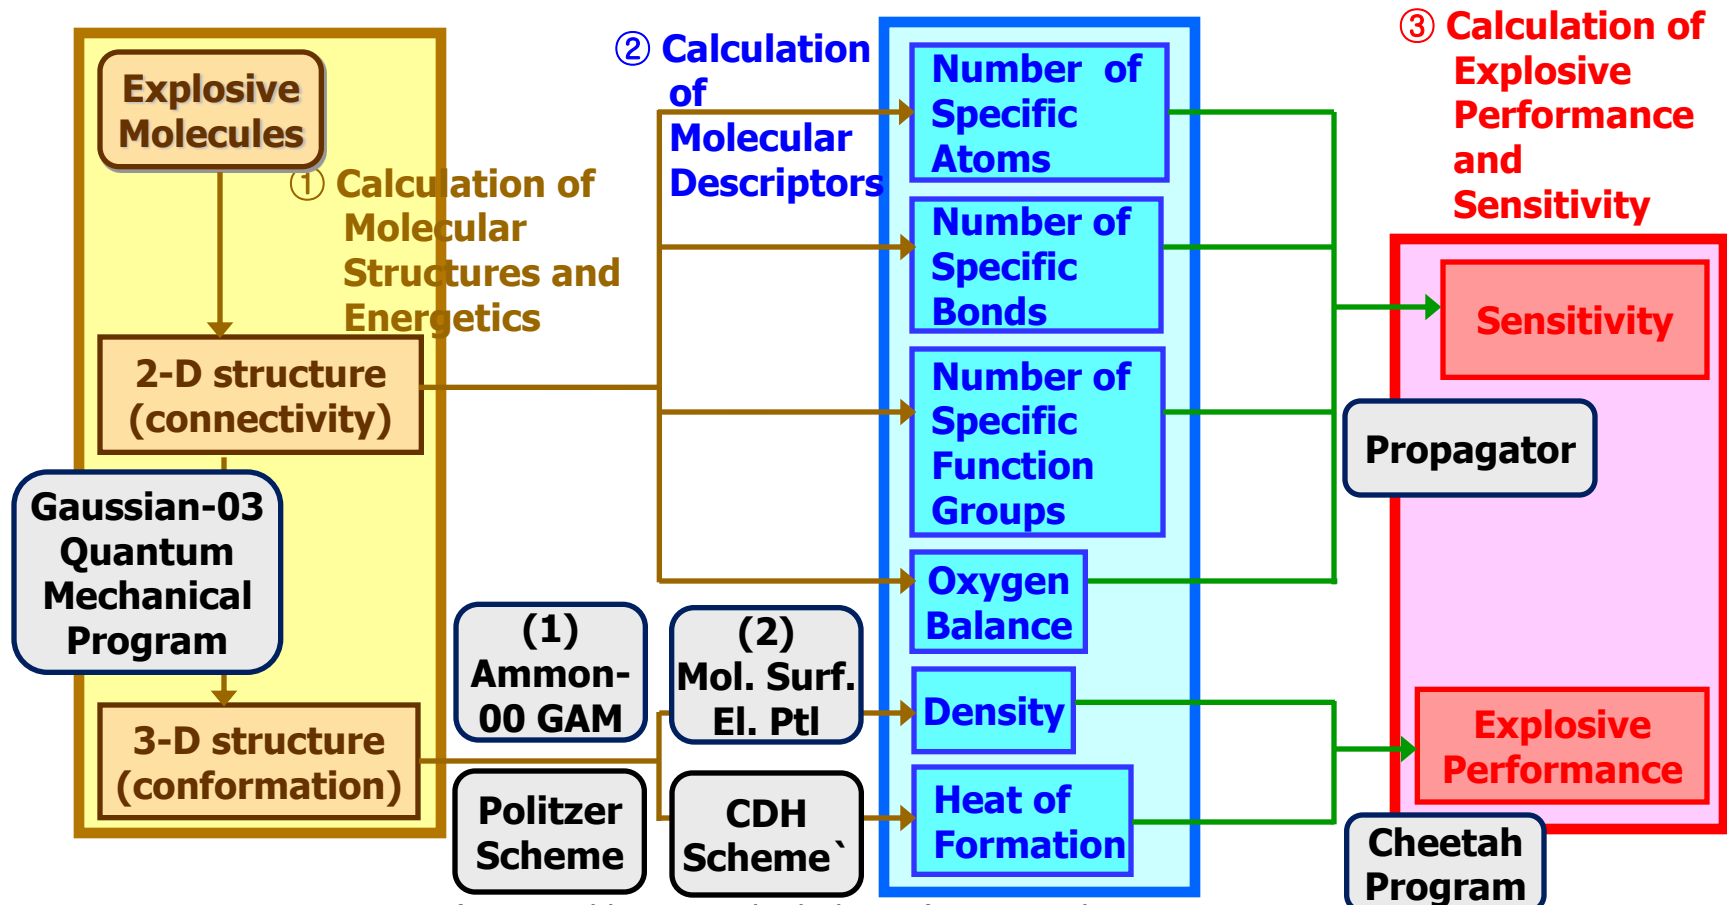 Explosive
Molecules
① Calculation of
Molecular
Structures and
Energetics
2-D structure
(connectivity)
Gaussian-03
Quantum
Mechanical
Program
3-D structure
(conformation)
(1)
Ammon-
00 GAM
(2)
Mol. Surf.
El. Ptl
Politzer
Scheme
CDH
Scheme`
② Calculation
of
Molecular
Descriptors
Number of
Specific
Atoms
Number of
Specific
Bonds
Number of
Specific
Function
Groups
Oxygen
Balance
Density
Heat of
Formation
③ Calculation of
Explosive
Performance
and
Sensitivity
Sensitivity
Propagator
Explosive
Performance
Cheetah
Program